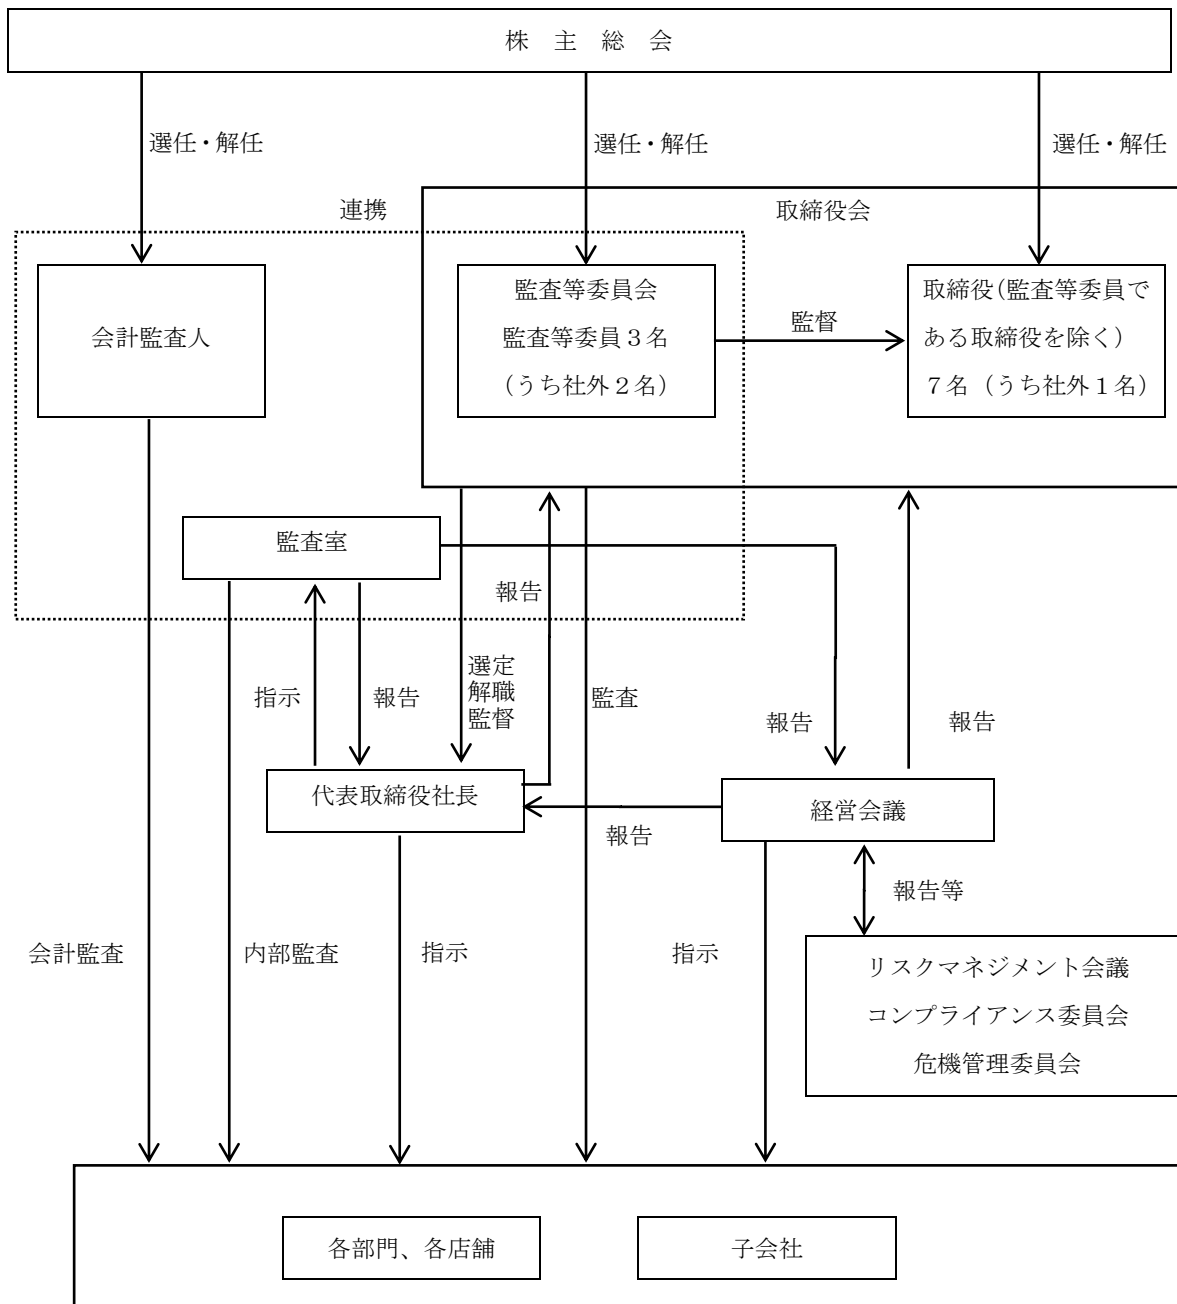 株　主　総　会
選任・解任
選任・解任
選任・解任
連携
取締役会
会計監査人
監査等委員会
監査等委員３名
（うち社外２名）
監督
取締役（監査等委員で
ある取締役を除く）
７名（うち社外１名）
監査室
報告
指示
報告
選定
解職
監督
監査
報告
報告
代表取締役社長
報告
経営会議
報告等
会計監査
内部監査
指示
指示
リスクマネジメント会議
コンプライアンス委員会
危機管理委員会
各部門、各店舗
子会社